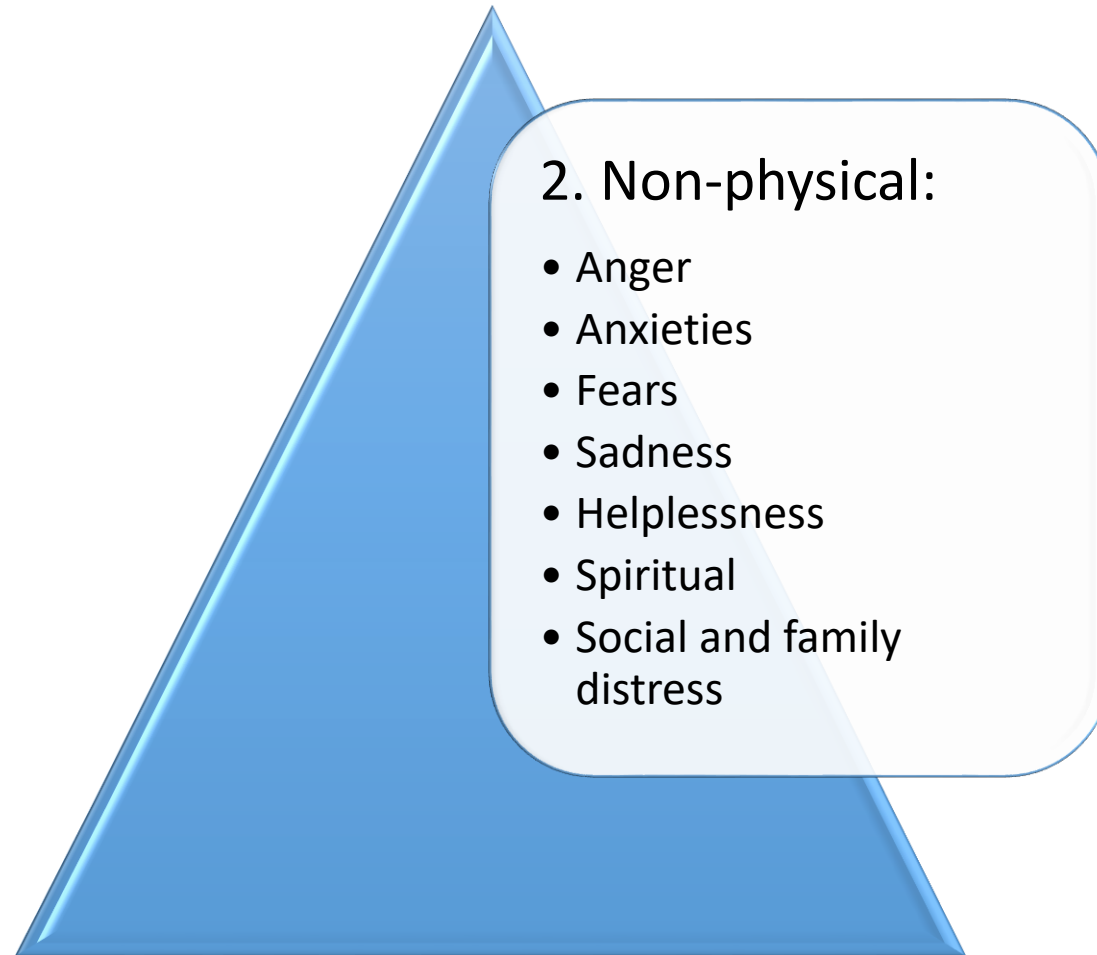 2. Non-physical:
• Anger
• Anxieties
• Fears
• Sadness
• Helplessness
• Spiritual
• Social and family
distress